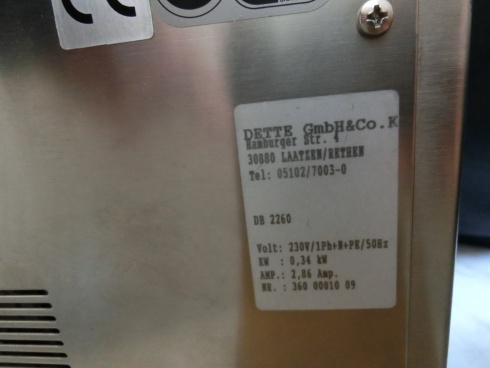 CE
DETTE GmbH&Co.K
Hamburger Str. 4
30880 LAATZEN/RETHEN
Tel: 05102/7003-0
DB 2260
Volt: 230V/1Ph+N+PE/50Hz
KW : 0,34 kW
AMP.: 2,86 Amp.
NR. : 360 00010 09